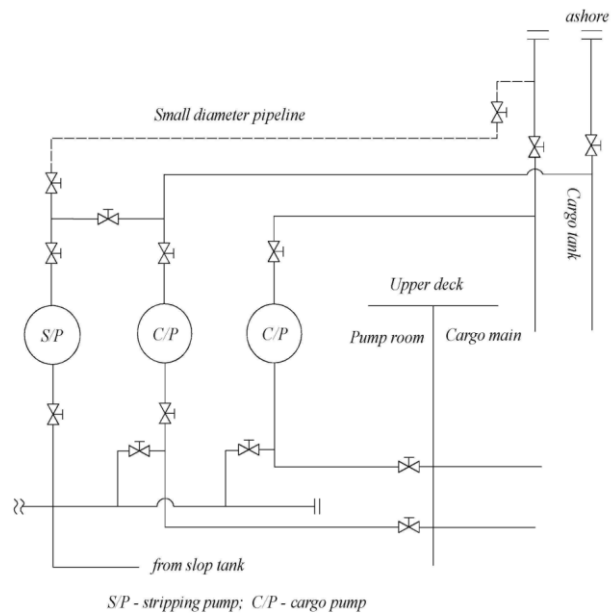 ashore
Small diameter pipeline
Cargo tank
Upper deck
S/P
C/P
C/P
Pump room
Cargo main
from slop tank
S/P - stripping pump; C/P - cargo pump